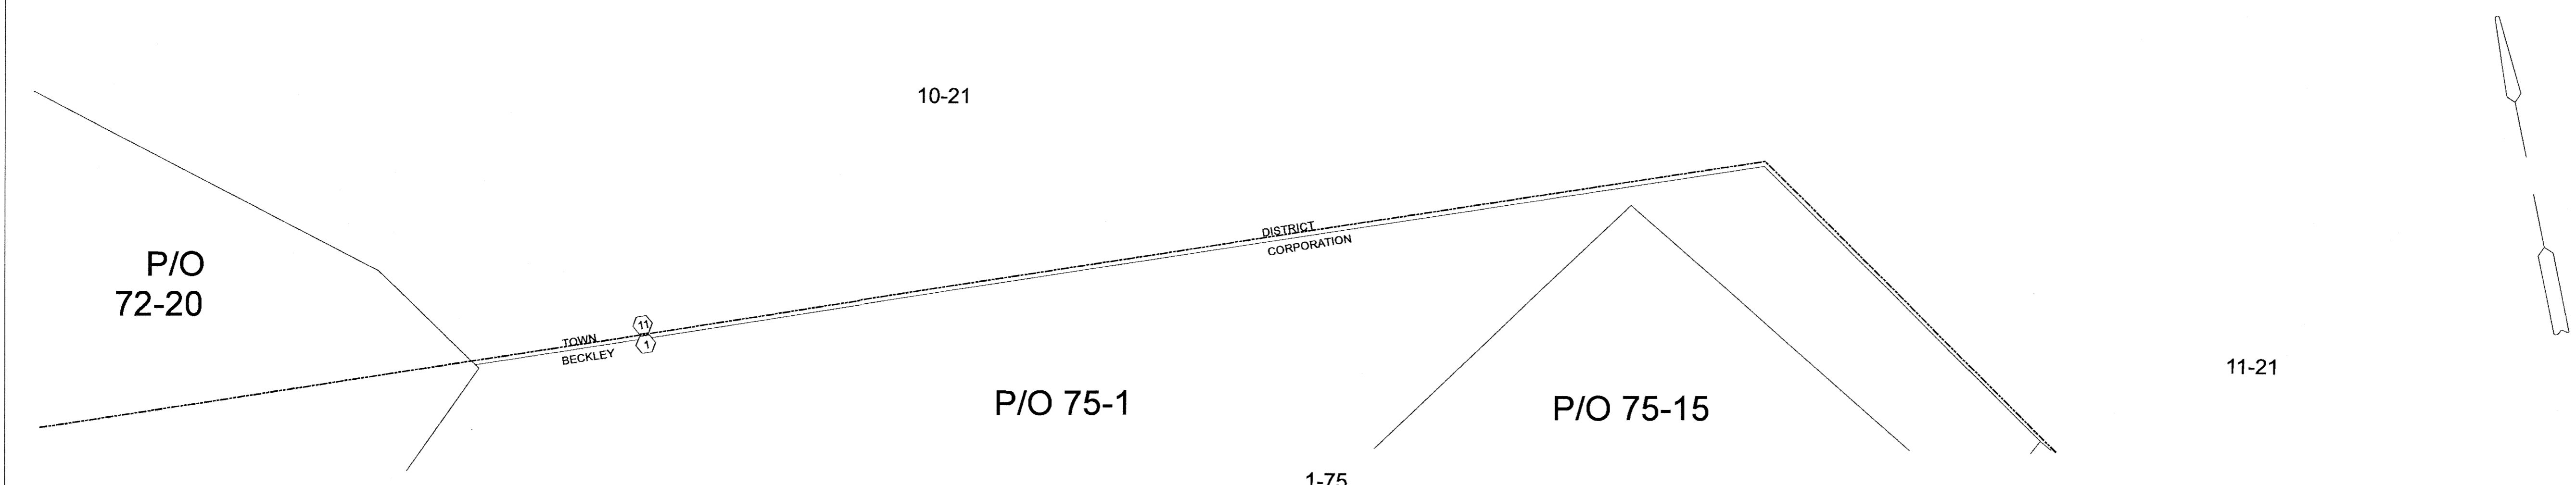 10-21
DISTRICT
CORPORATION
P/O
72-20
11
TOWN
1
BECKLEY
11-21
P/O 75-1
P/O 75-15
1-75